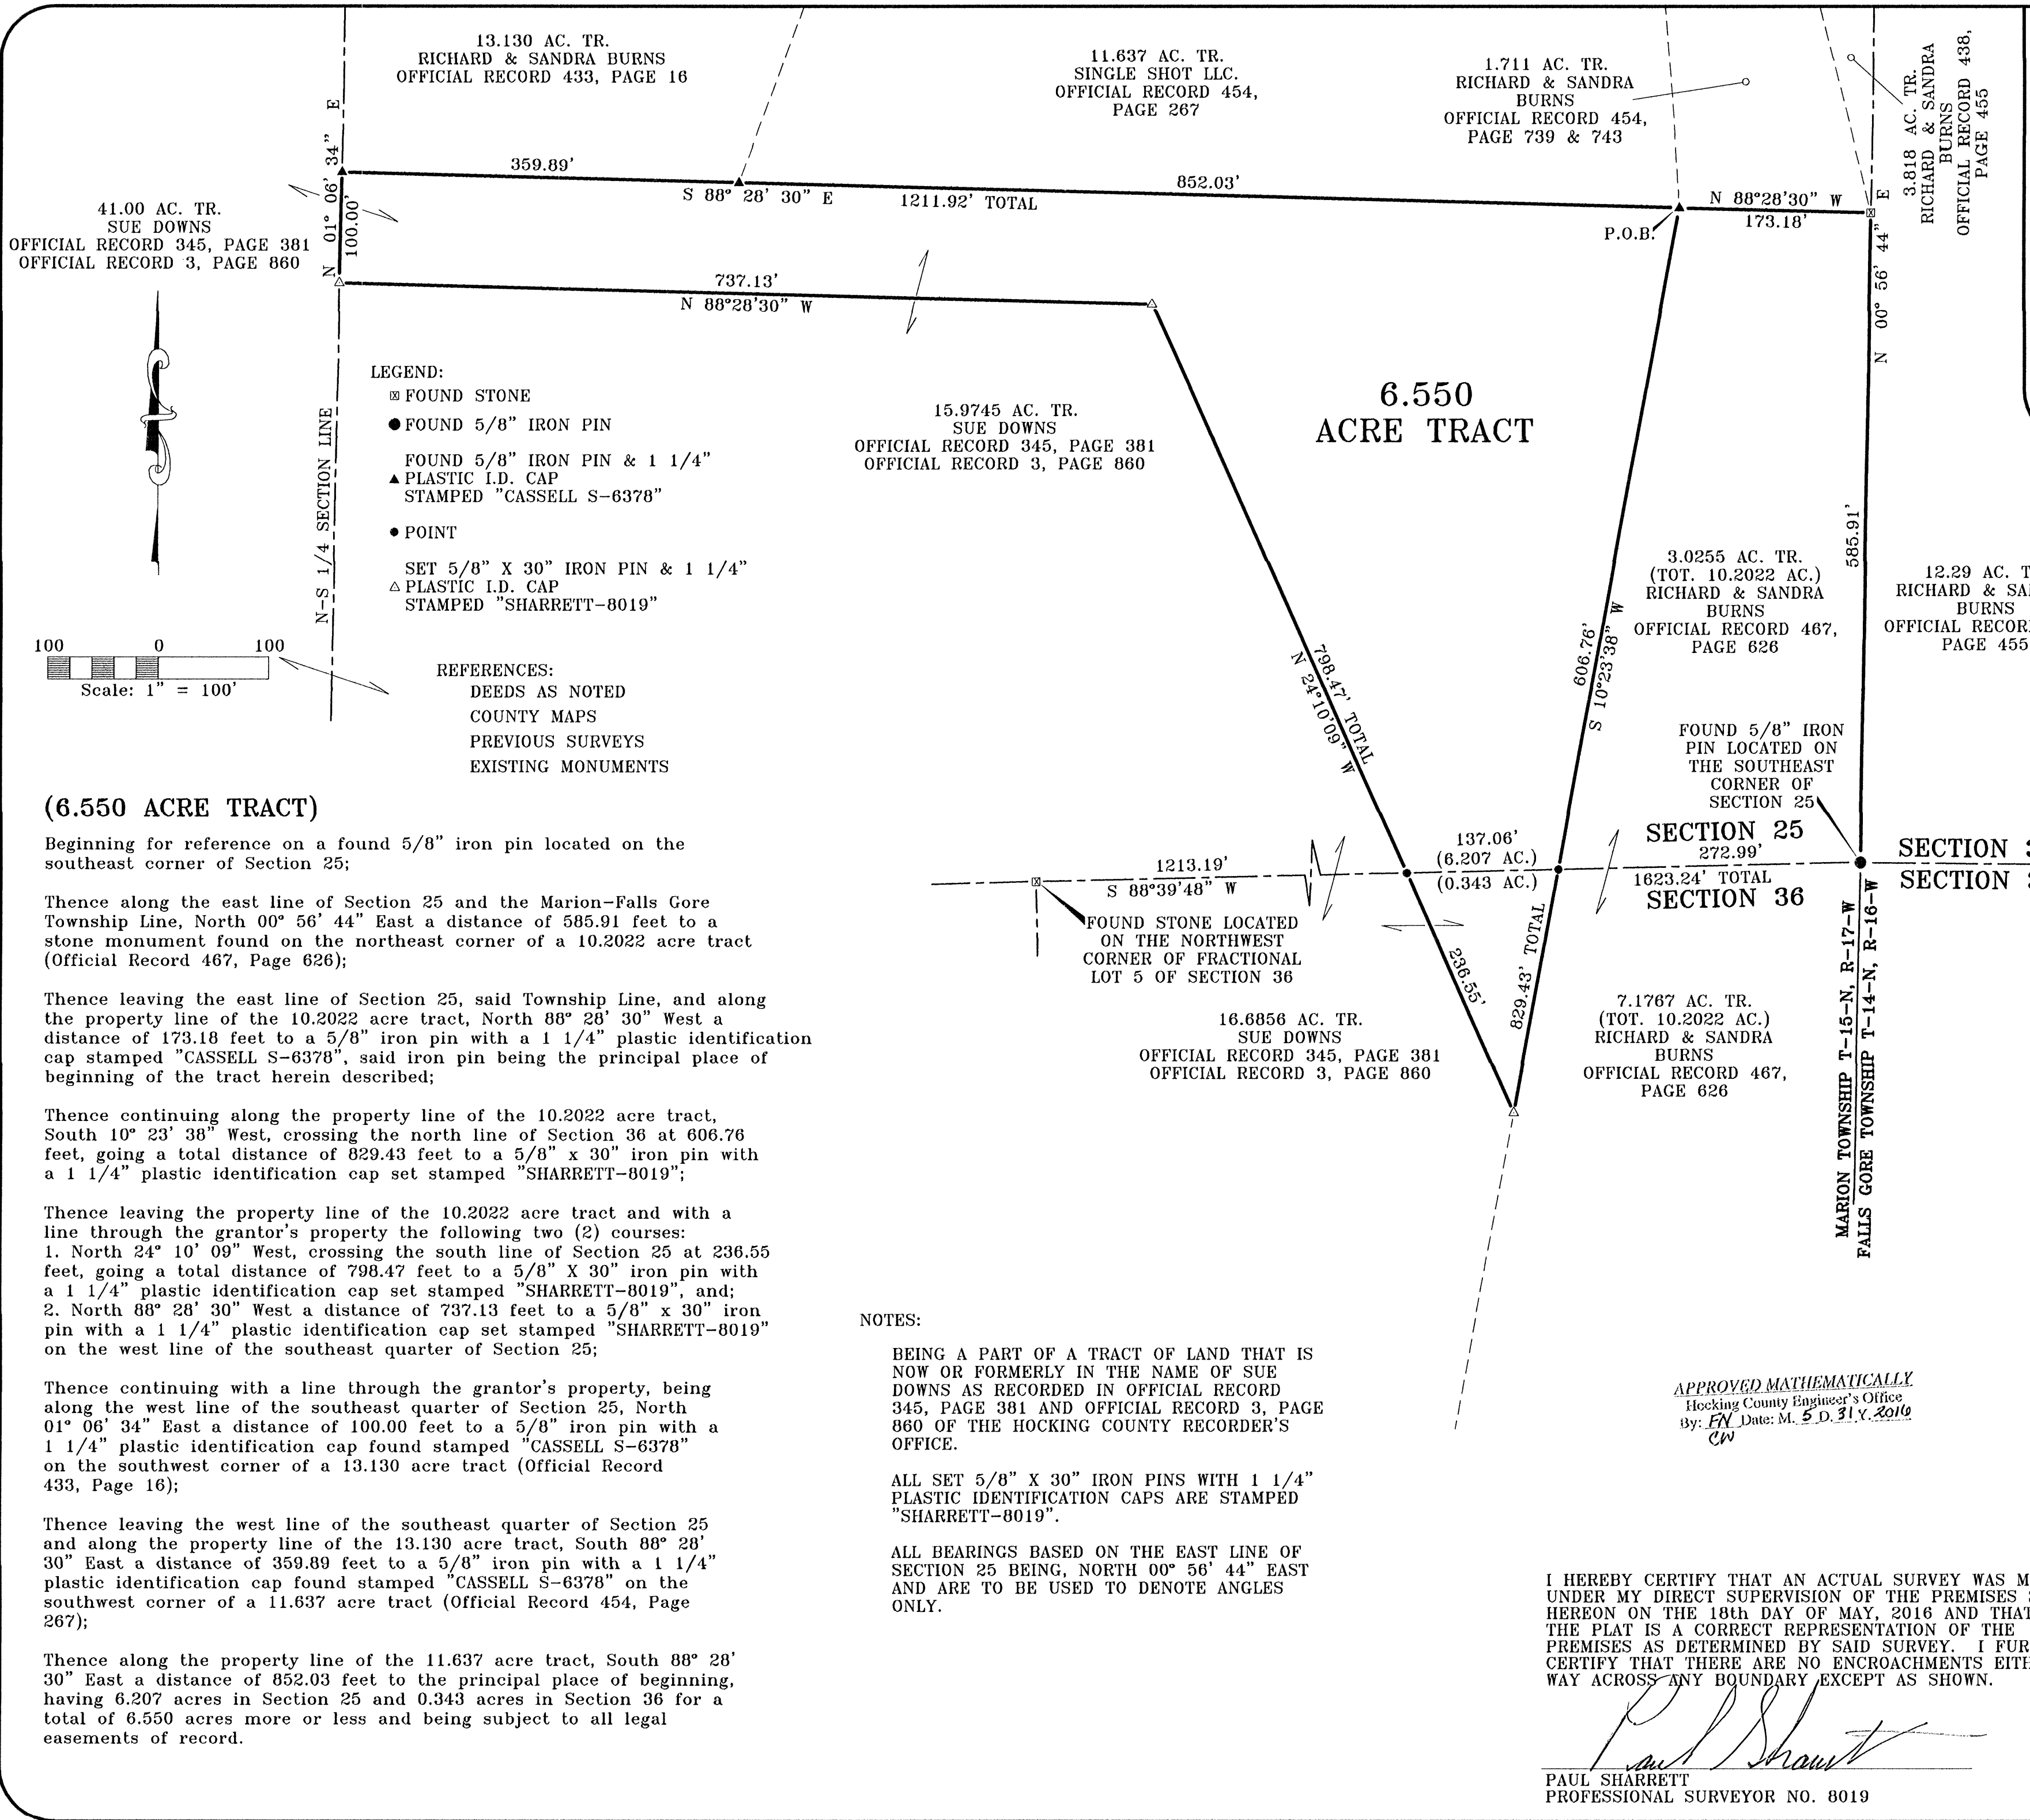 13.130 AC. TR.
RICHARD & SANDRA BURNS
OFFICIAL RECORD 433, PAGE 16
11.637 AC. TR.
SINGLE SHOT LLC.
OFFICIAL RECORD 454,
PAGE 267
1.711 AC. TR.
RICHARD & SANDRA
BURNS
OFFICIAL RECORD 454,
PAGE 739 & 743
3.818 AC. TR.
RICHARD & SANDRA
BURNS
OFFICIAL RECORD 438,
PAGE 455
N 01° 06' 34" E
100.00'
359.89'
S 88° 28' 30" E
852.03'
1211.92' TOTAL
N 88°28'30" W
173.18'
P.O.B.
N 00° 56' 44" E
585.91'
41.00 AC. TR.
SUE DOWNS
OFFICIAL RECORD 345, PAGE 381
OFFICIAL RECORD 3, PAGE 860
737.13'
N 88°28'30" W
N-S 1/4 SECTION LINE
LEGEND:
FOUND STONE
FOUND 5/8" IRON PIN
FOUND 5/8" IRON PIN & 1 1/4"
PLASTIC I.D. CAP
STAMPED "CASSELL S-6378"
POINT
SET 5/8" X 30" IRON PIN & 1 1/4"
PLASTIC I.D. CAP
STAMPED "SHARRETT-8019"
15.9745 AC. TR.
SUE DOWNS
OFFICIAL RECORD 345, PAGE 381
OFFICIAL RECORD 3, PAGE 860
6.550
ACRE TRACT
798.47' TOTAL
N 24°10'09" W
606.76'
S 10°23'38" W
3.0255 AC. TR.
(TOT. 10.2022 AC.)
RICHARD & SANDRA
BURNS
OFFICIAL RECORD 467,
PAGE 626
12.29 AC. T
RICHARD & SA
BURNS
OFFICIAL RECOR
PAGE 455
100 0 100
Scale: 1" = 100'
REFERENCES:
DEEDS AS NOTED
COUNTY MAPS
PREVIOUS SURVEYS
EXISTING MONUMENTS
FOUND 5/8" IRON
PIN LOCATED ON
THE SOUTHEAST
CORNER OF
SECTION 25
1213.19'
S 88°39'48" W
137.06'
(6.207 AC.)
(0.343 AC.)
SECTION 25
272.99'
1623.24' TOTAL
SECTION 36
SECTION 3
SECTION 3
FOUND STONE LOCATED
ON THE NORTHWEST
CORNER OF FRACTIONAL
LOT 5 OF SECTION 36
236.55'
829.43' TOTAL
16.6856 AC. TR.
SUE DOWNS
OFFICIAL RECORD 345, PAGE 381
OFFICIAL RECORD 3, PAGE 860
7.1767 AC. TR.
(TOT. 10.2022 AC.)
RICHARD & SANDRA
BURNS
OFFICIAL RECORD 467,
PAGE 626
MARION TOWNSHIP T-15-N, R-17-W
FALLS GORE TOWNSHIP T-14-N, R-16-W
(6.550 ACRE TRACT)
Beginning for reference on a found 5/8" iron pin located on the
southeast corner of Section 25;
Thence along the east line of Section 25 and the Marion-Falls Gore
Township Line, North 00° 56' 44" East a distance of 585.91 feet to a
stone monument found on the northeast corner of a 10.2022 acre tract
(Official Record 467, Page 626);
Thence leaving the east line of Section 25, said Township Line, and along
the property line of the 10.2022 acre tract, North 88° 28' 30" West a
distance of 173.18 feet to a 5/8" iron pin with a 1 1/4" plastic identification
cap stamped "CASSELL S-6378", said iron pin being the principal place of
beginning of the tract herein described;
Thence continuing along the property line of the 10.2022 acre tract,
South 10° 23' 38" West, crossing the north line of Section 36 at 606.76
feet, going a total distance of 829.43 feet to a 5/8" x 30" iron pin with
a 1 1/4" plastic identification cap set stamped "SHARRETT-8019";
Thence leaving the property line of the 10.2022 acre tract and with a
line through the grantor's property the following two (2) courses:
1. North 24° 10' 09" West, crossing the south line of Section 25 at 236.55
feet, going a total distance of 798.47 feet to a 5/8" X 30" iron pin with
a 1 1/4" plastic identification cap set stamped "SHARRETT-8019", and;
2. North 88° 28' 30" West a distance of 737.13 feet to a 5/8" x 30" iron
pin with a 1 1/4" plastic identification cap set stamped "SHARRETT-8019"
on the west line of the southeast quarter of Section 25;
Thence continuing with a line through the grantor's property, being
along the west line of the southeast quarter of Section 25, North
01° 06' 34" East a distance of 100.00 feet to a 5/8" iron pin with a
1 1/4" plastic identification cap found stamped "CASSELL S-6378"
on the southwest corner of a 13.130 acre tract (Official Record
433, Page 16);
Thence leaving the west line of the southeast quarter of Section 25
and along the property line of the 13.130 acre tract, South 88° 28'
30" East a distance of 359.89 feet to a 5/8" iron pin with a 1 1/4"
plastic identification cap found stamped "CASSELL S-6378" on the
southwest corner of a 11.637 acre tract (Official Record 454, Page
267);
Thence along the property line of the 11.637 acre tract, South 88° 28'
30" East a distance of 852.03 feet to the principal place of beginning,
having 6.207 acres in Section 25 and 0.343 acres in Section 36 for a
total of 6.550 acres more or less and being subject to all legal
easements of record.
NOTES:
BEING A PART OF A TRACT OF LAND THAT IS
NOW OR FORMERLY IN THE NAME OF SUE
DOWNS AS RECORDED IN OFFICIAL RECORD
345, PAGE 381 AND OFFICIAL RECORD 3, PAGE
860 OF THE HOCKING COUNTY RECORDER'S
OFFICE.
ALL SET 5/8" X 30" IRON PINS WITH 1 1/4"
PLASTIC IDENTIFICATION CAPS ARE STAMPED
"SHARRETT-8019".
ALL BEARINGS BASED ON THE EAST LINE OF
SECTION 25 BEING, NORTH 00° 56' 44" EAST
AND ARE TO BE USED TO DENOTE ANGLES
ONLY.
APPROVED MATHEMATICALLY
Hocking County Engineer's Office
By: FN Date: M. 5 D. 31 Y. 2016
CW
I HEREBY CERTIFY THAT AN ACTUAL SURVEY WAS M
UNDER MY DIRECT SUPERVISION OF THE PREMISES
HEREON ON THE 18th DAY OF MAY, 2016 AND THAT
THE PLAT IS A CORRECT REPRESENTATION OF THE
PREMISES AS DETERMINED BY SAID SURVEY. I FUR
CERTIFY THAT THERE ARE NO ENCROACHMENTS EITH
WAY ACROSS ANY BOUNDARY EXCEPT AS SHOWN.
Paul Sharrett
PAUL SHARRETT
PROFESSIONAL SURVEYOR NO. 8019